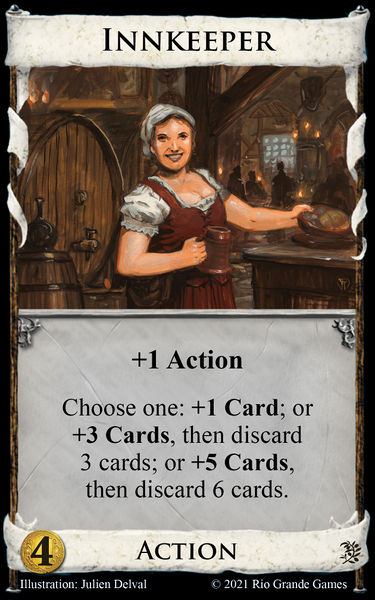 INNKEEPER
+1 Action
Choose one: +1 Card; or
+3 Cards, then discard
3 cards; or +5 Cards,
then discard 6 cards.
4
ACTION
Illustration: Julien Delval
© 2021 Rio Grande Games